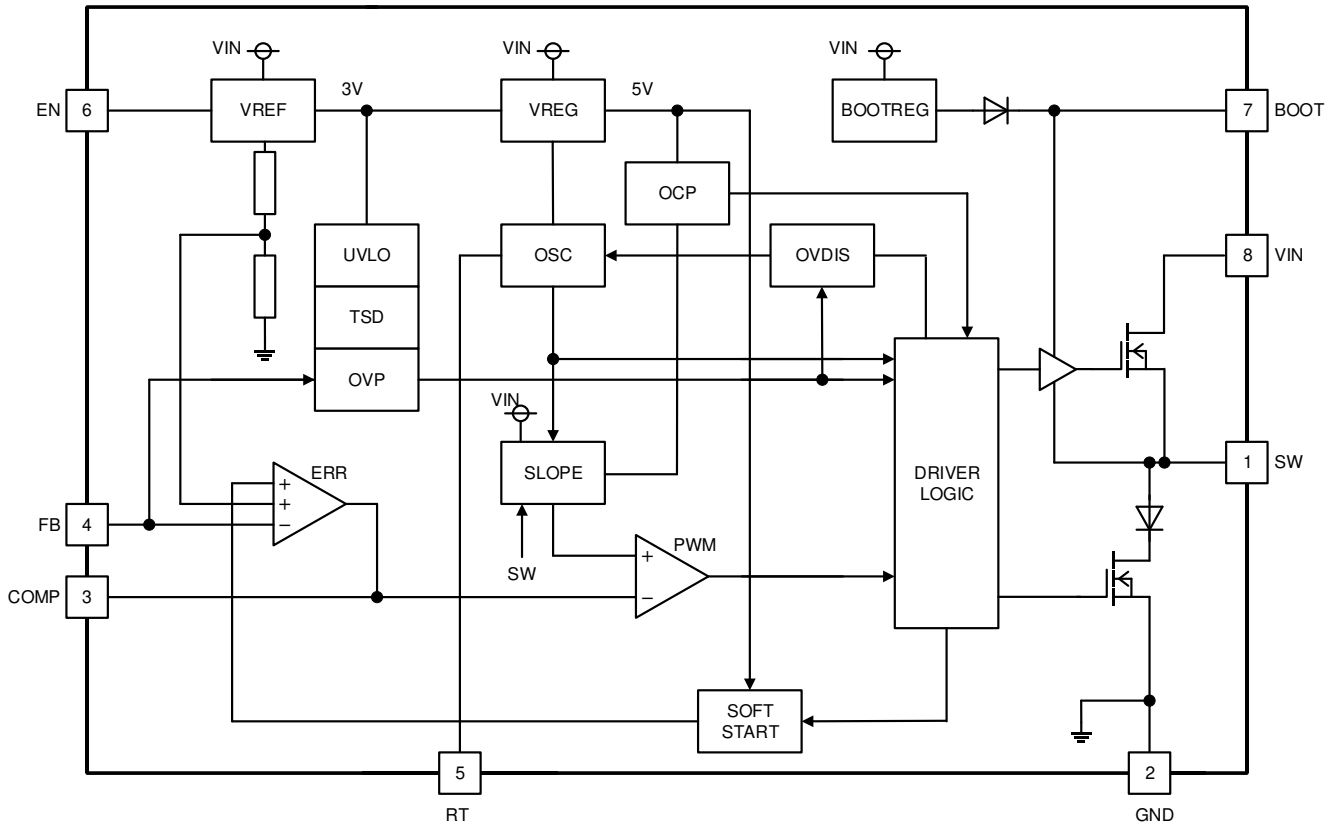 VIN
VIN
VIN
EN
6
VREF
3V
VREG
5V
BOOTREG
7
BOOT
OCP
UVLO
OSC
OVDIS
8
VIN
TSD
OVP
VIN
SLOPE
DRIVER
LOGIC
1
SW
ERR
+
+
−
FB
4
SW
PWM
+
−
COMP
3
SOFT
START
5
RT
2
GND